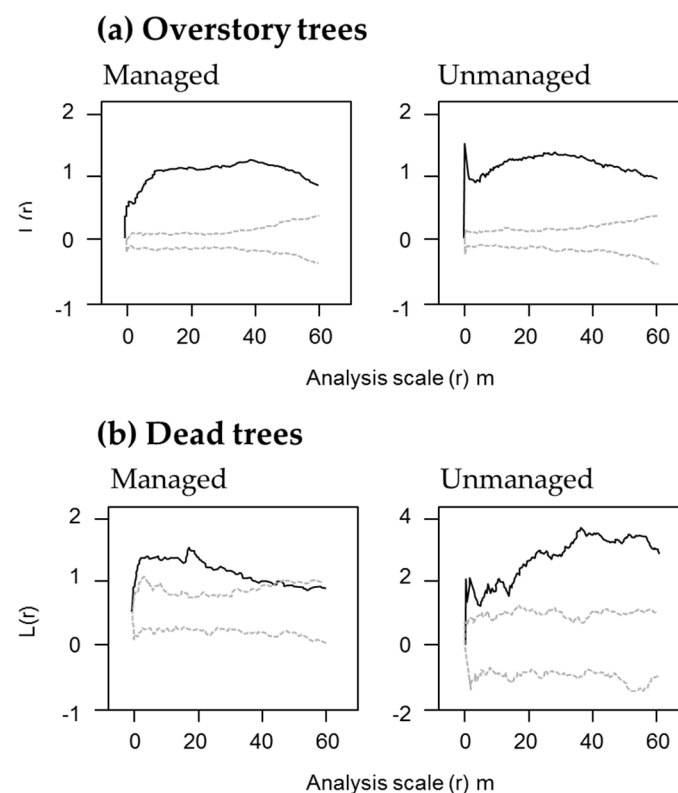 (a) Overstory trees
Managed
Unmanaged
2
1
0
-1
L(r)
2
1
0
-1
0 20 40 60
0 20 40 60
Analysis scale (r) m
(b) Dead trees
Managed
Unmanaged
2
1
0
-1
L(r)
4
2
0
-2
0 20 40 60
0 20 40 60
Analysis scale (r) m